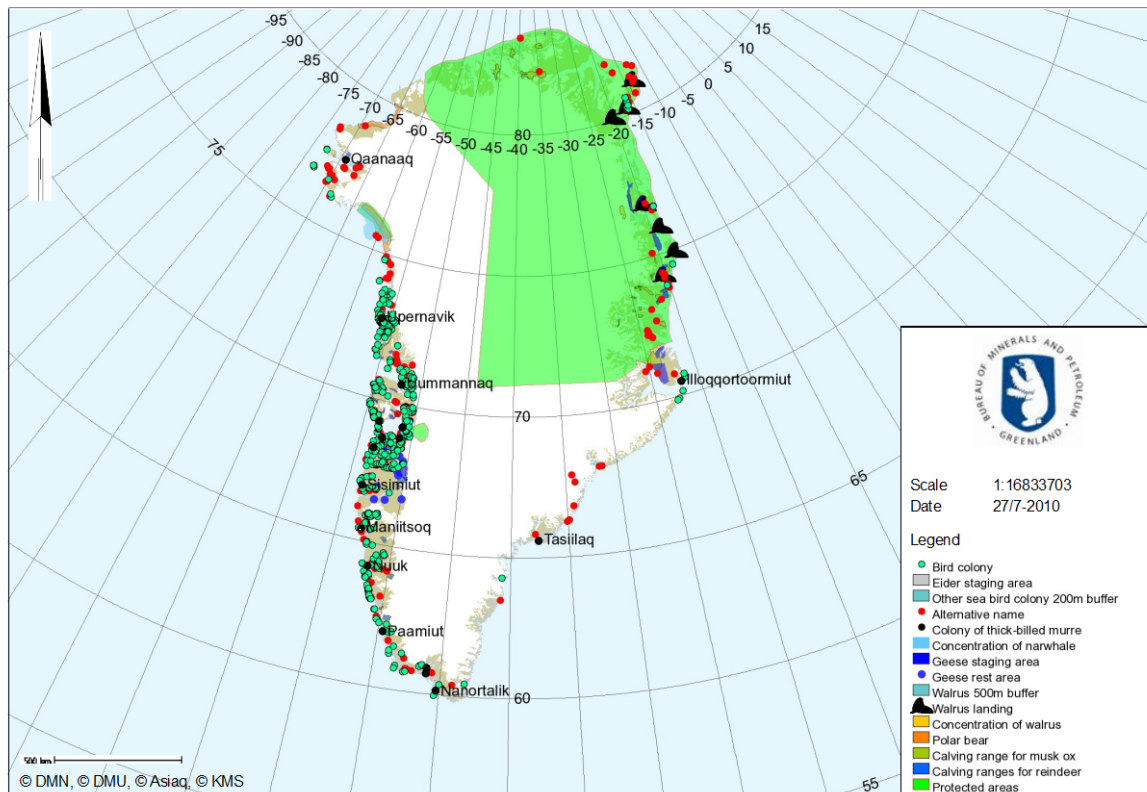 -95
-90
-85
-80
-75
-70
-65
-60
-55
-50
-45
-40
-35
-30
-25
-20
-15
-10
-5
0
5
10
15
75
80
70
65
60
55
Qaanaaq
Upernavik
Uummannaq
Sisimiut
Maniitsoq
Nuuk
Paamiut
Nanortalik
Tasiilaq
Illoqqortoormiut
500 km
© DMN, © DMU, © Asiaq, © KMS
BUREAU OF MINERALS AND PETROLEUM
• GREENLAND •
Scale 1:16833703
Date 27/7-2010
Legend
Bird colony
Eider staging area
Other sea bird colony 200m buffer
Alternative name
Colony of thick-billed murre
Concentration of narwhale
Geese staging area
Geese rest area
Walrus 500m buffer
Walrus landing
Concentration of walrus
Polar bear
Calving range for musk ox
Calving ranges for reindeer
Protected areas